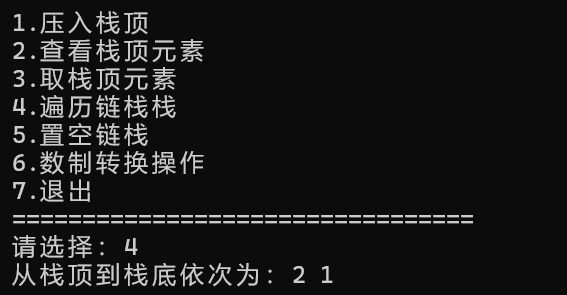 1.压入栈顶
2.查看栈顶元素
3.取栈顶元素
4.遍历链栈栈
5.置空链栈
6.数制转换操作
7.退出
=================================
请选择: 4
从栈顶到栈底依次为: 2 1